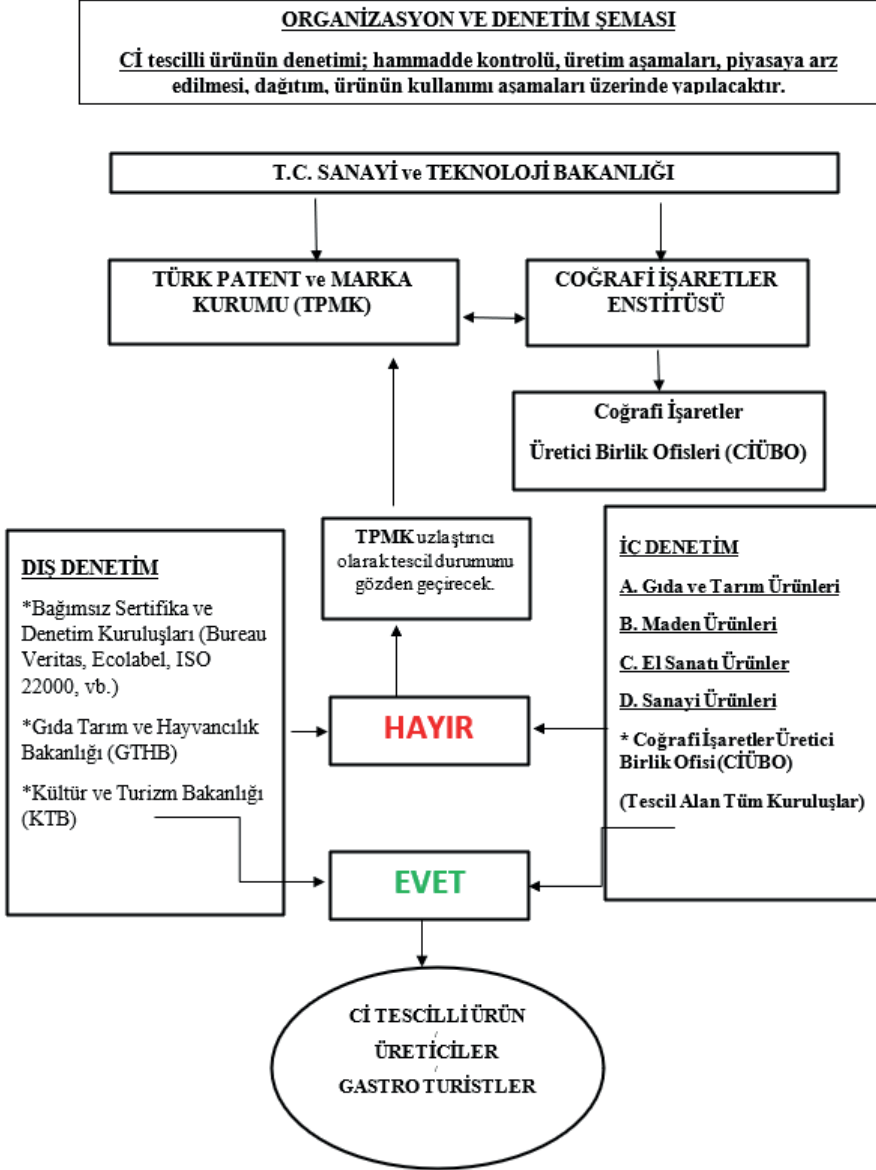 ORGANİZASYON VE DENETİM ŞEMASI
Cİ tescilli ürünün denetimi; hammadde kontrolü, üretim aşamaları, piyasaya arz
edilmesi, dağıtım, ürünün kullanımı aşamaları üzerinde yapılacaktır.
T.C. SANAYİ ve TEKNOLOJİ BAKANLIĞI
TÜRK PATENT ve MARKA
KURUMU (TPMK)
COĞRAFİ İŞARETLER
ENSTİTÜSÜ
Coğrafi İşaretler
Üretici Birlik Ofisleri (CİÜBO)
TPMK uzlaştırıcı
olarak tescil durumunu
gözden geçirecek.
DIŞ DENETİM
*Bağımsız Sertifika ve
Denetim Kuruluşları (Bureau
Veritas, Ecolabel, ISO
22000, vb.)
*Gıda Tarım ve Hayvancılık
Bakanlığı (GTHB)
*Kültür ve Turizm Bakanlığı
(KTB)
İC DENETİM
A. Gıda ve Tarım Ürünleri
B. Maden Ürünleri
C. El Sanatı Ürünler
D. Sanayi Ürünleri
* Coğrafi İşaretler Üretici
Birlik Ofisi (CİÜBO)
(Tescil Alan Tüm Kuruluşlar)
HAYIR
EVET
Cİ TESCİLLİ ÜRÜN
/
ÜRETİCİLER
/
GASTRO TURİSTLER